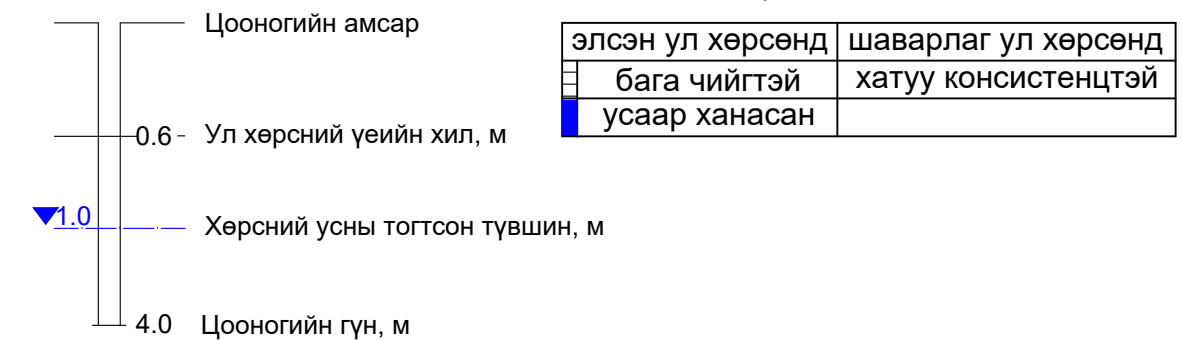 Цооногийн амсар
0.6 Ул хөрсний үеийн хил, м
1.0 Хөрсний усны тогтсон түвшин, м
4.0 Цооногийн гүн, м
элсэн ул хөрсөнд шаварлаг ул хөрсөнд
бага чийгтэй хатуу консистенцтэй
усаар ханасан